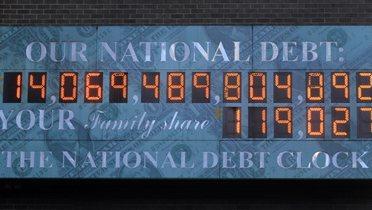 OUR NATIONAL DEBT:
14,069,489,804,892
YOUR Family share 119,027
THE NATIONAL DEBT CLOCK